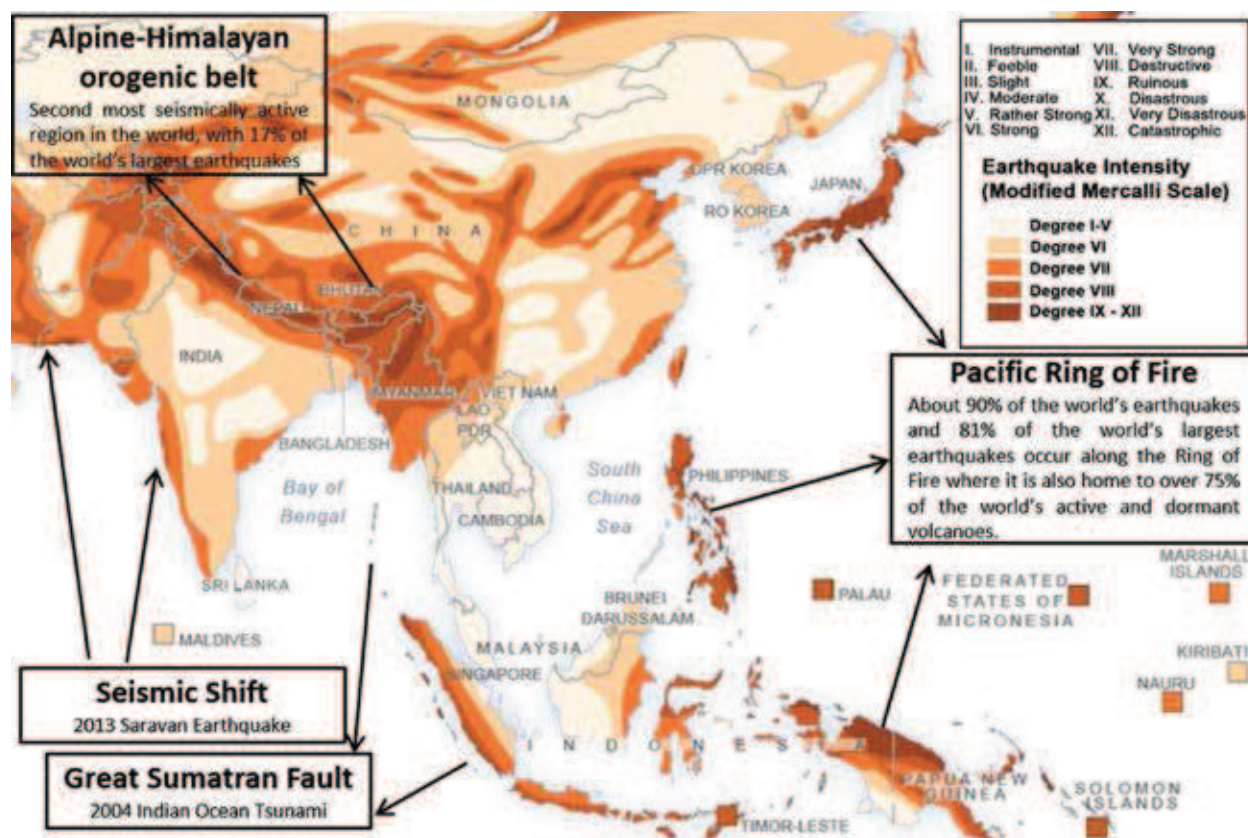 Alpine-Himalayan
orogenic belt
Second most seismically active
region in the world, with 17% of
the world's largest earthquakes
I. Instrumental VII. Very Strong
II. Feeble VIII. Destructive
III. Slight IX. Ruinous
IV. Moderate X. Disastrous
V. Rather Strong XI. Very Disastrous
VI. Strong XII. Catastrophic
Earthquake Intensity
(Modified Mercalli Scale)
Degree I-V
Degree VI
Degree VII
Degree VIII
Degree IX - XII
MONGOLIA
DPR KOREA
JAPAN
RO KOREA
CHINA
BHUTAN
NEPAL
INDIA
MYANMAR
VIET NAM
LAO
PDR
BANGLADESH
Bay of
Bengal
THAILAND
CAMBODIA
South
China
Sea
PHILIPPINES
Pacific Ring of Fire
About 90% of the world's earthquakes
and 81% of the world's largest
earthquakes occur along the Ring of
Fire where it is also home to over 75%
of the world's active and dormant
volcanoes.
SRI LANKA
MALDIVES
BRUNEI
DARUSSALAM
MALAYSIA
SINGAPORE
PALAU
FEDERATED
STATES OF
MICRONESIA
MARSHALL
ISLANDS
KIRIBATI
NAURU
Seismic Shift
2013 Saravan Earthquake
Great Sumatran Fault
2004 Indian Ocean Tsunami
INDONESIA
PAPUA NEW
GUINEA
SOLOMON
ISLANDS
TIMOR-LESTE